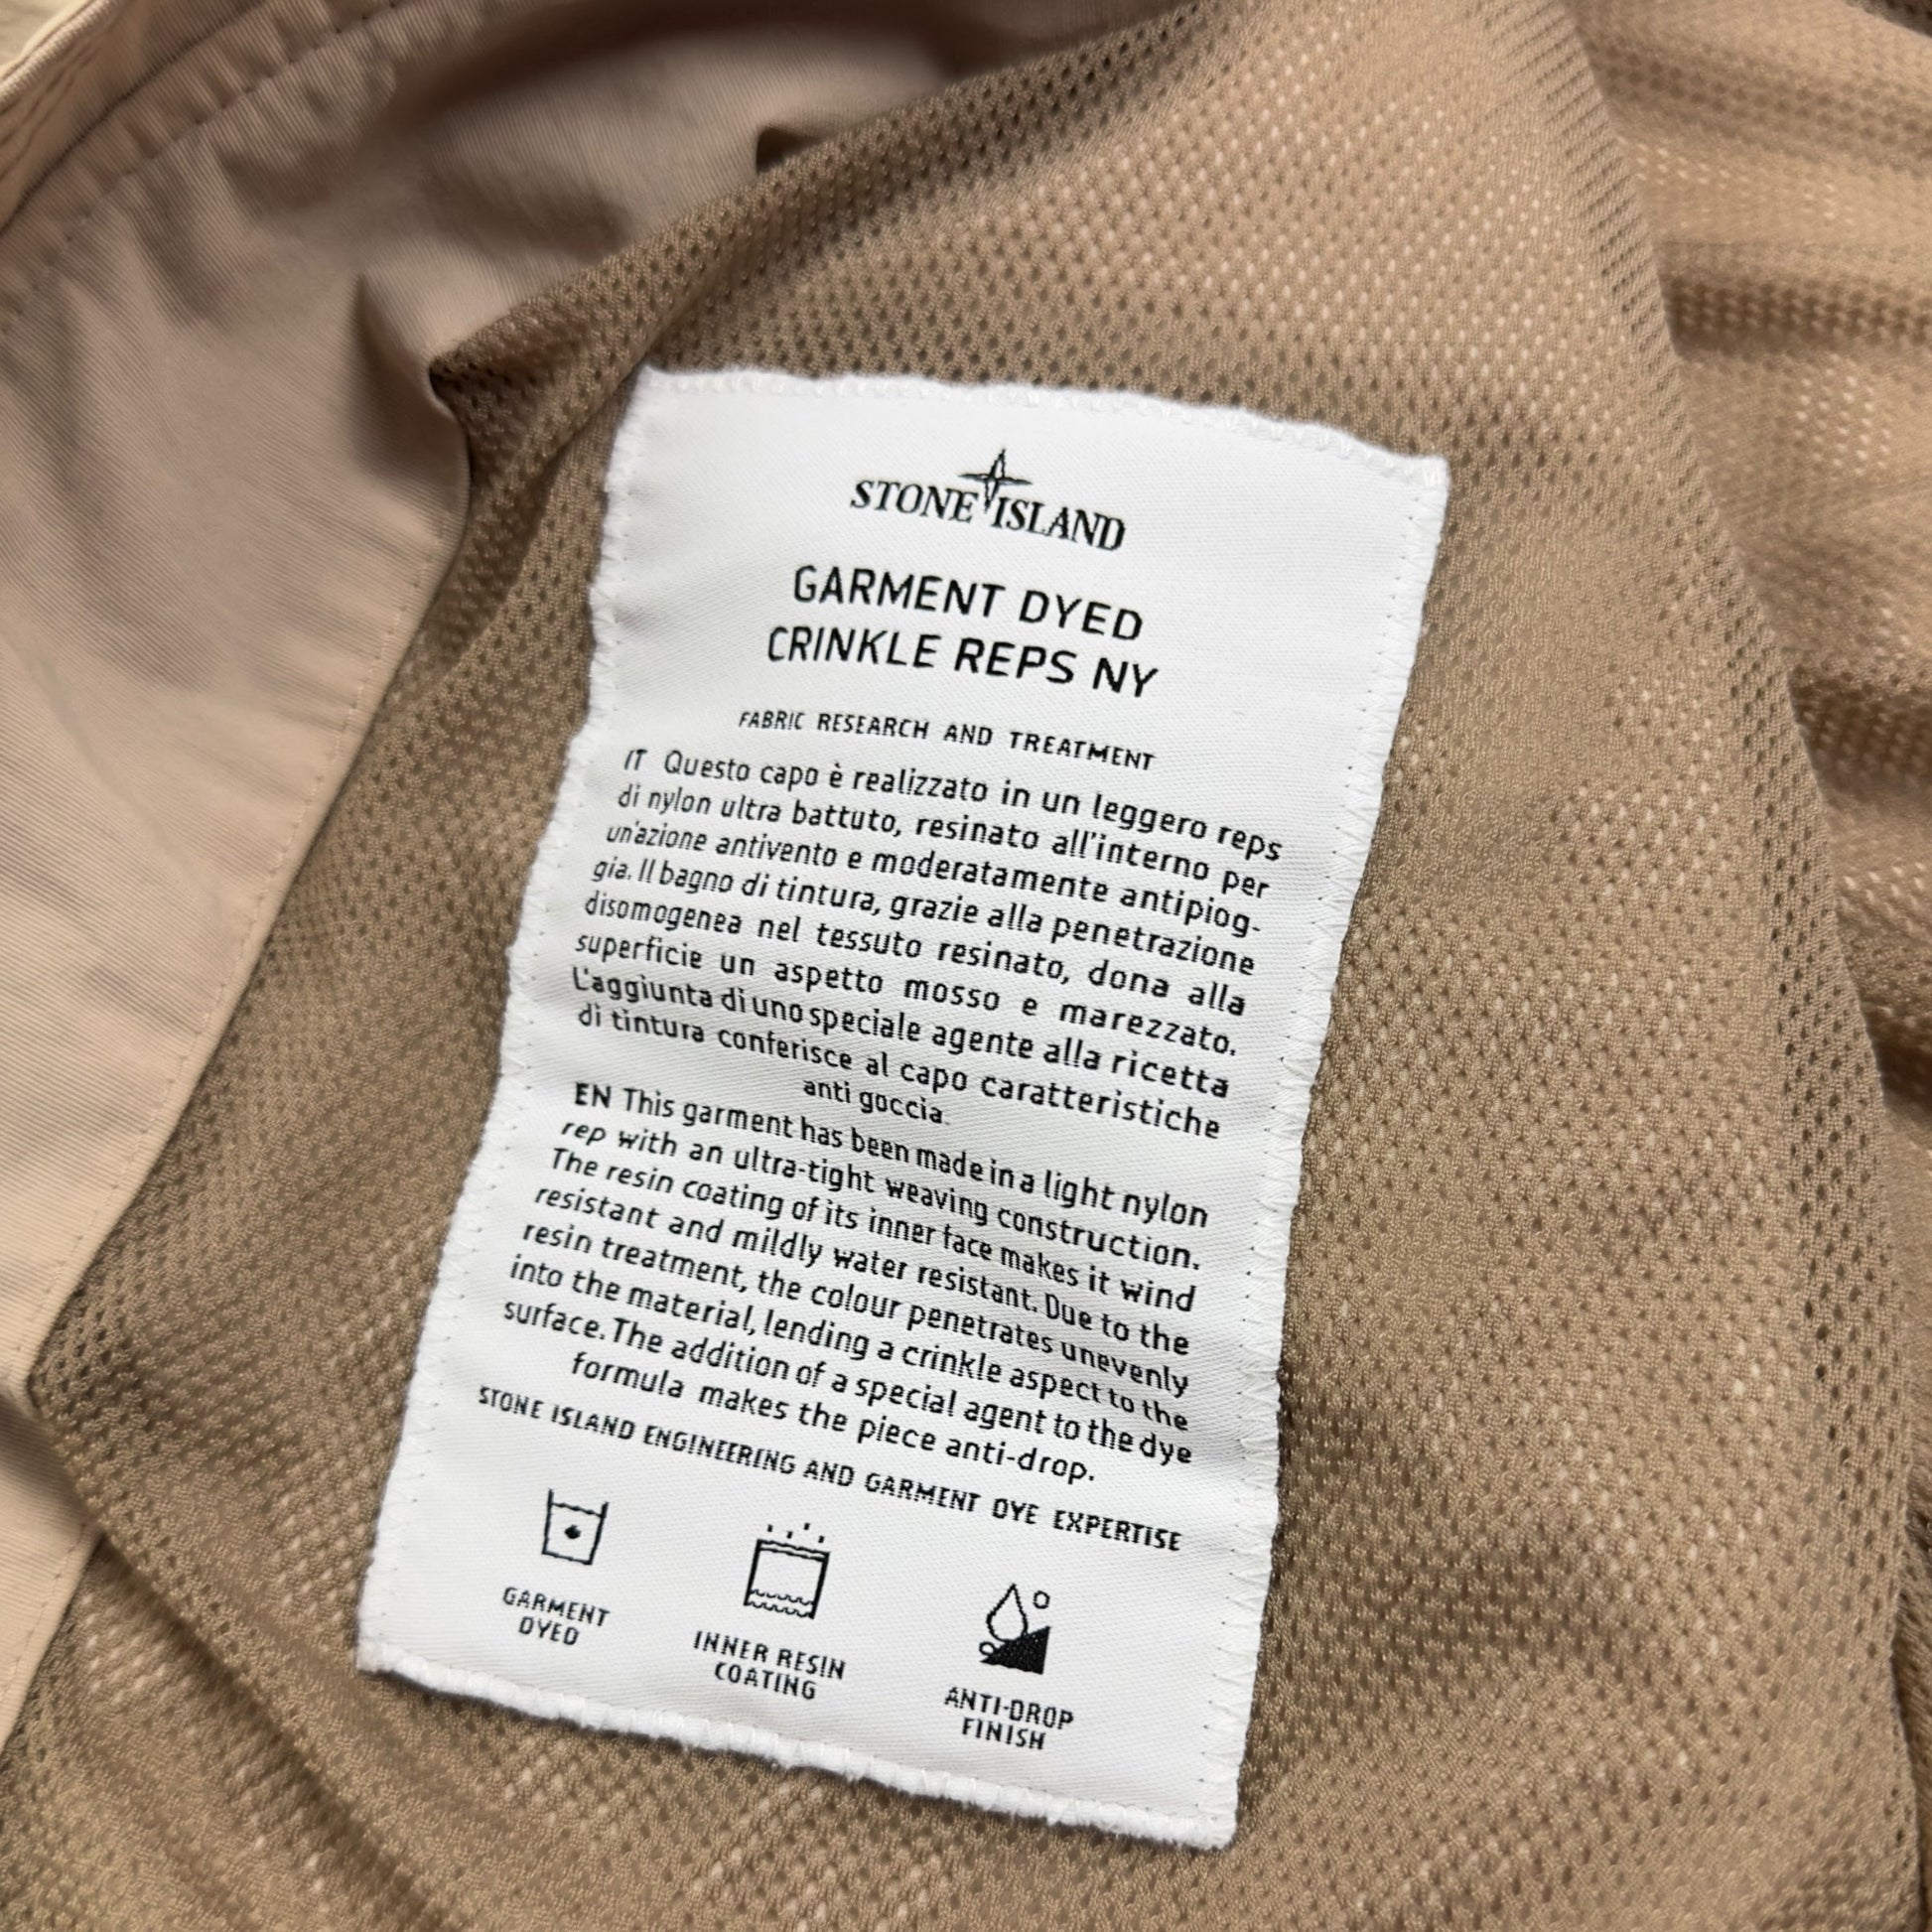 STONE ISLAND
GARMENT DYED
CRINKLE REPS NY
FABRIC RESEARCH AND TREATMENT
IT Questo capo è realizzato in un leggero reps
di nylon ultra battuto, resinato all'interno per
un'azione antivento e moderatamente antipiog-
gia. Il bagno di tintura, grazie alla penetrazione
disomogenea nel tessuto resinato, dona alla
superficie un aspetto mosso e marezzato.
L'aggiunta di uno speciale agente alla ricetta
di tintura conferisce al capo caratteristiche
anti goccia.
EN This garment has been made in a light nylon
rep with an ultra-tight weaving construction.
The resin coating of its inner face makes it wind
resistant and mildly water resistant. Due to the
resin treatment, the colour penetrates unevenly
into the material, lending a crinkle aspect to the
surface. The addition of a special agent to the dye
formula makes the piece anti-drop.
STONE ISLAND ENGINEERING AND GARMENT DYE EXPERTISE
GARMENT
DYED
INNER RESIN
COATING
ANTI-DROP
FINISH